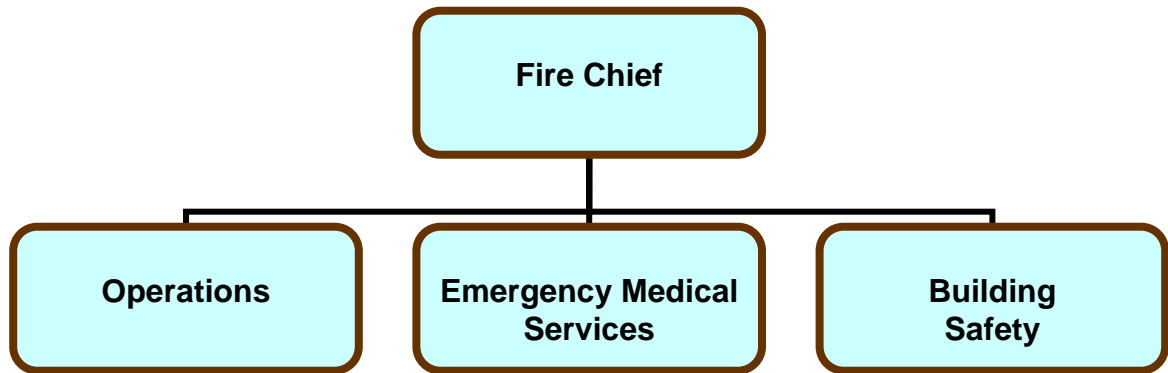 Fire Chief
Operations
Emergency Medical
Services
Building
Safety